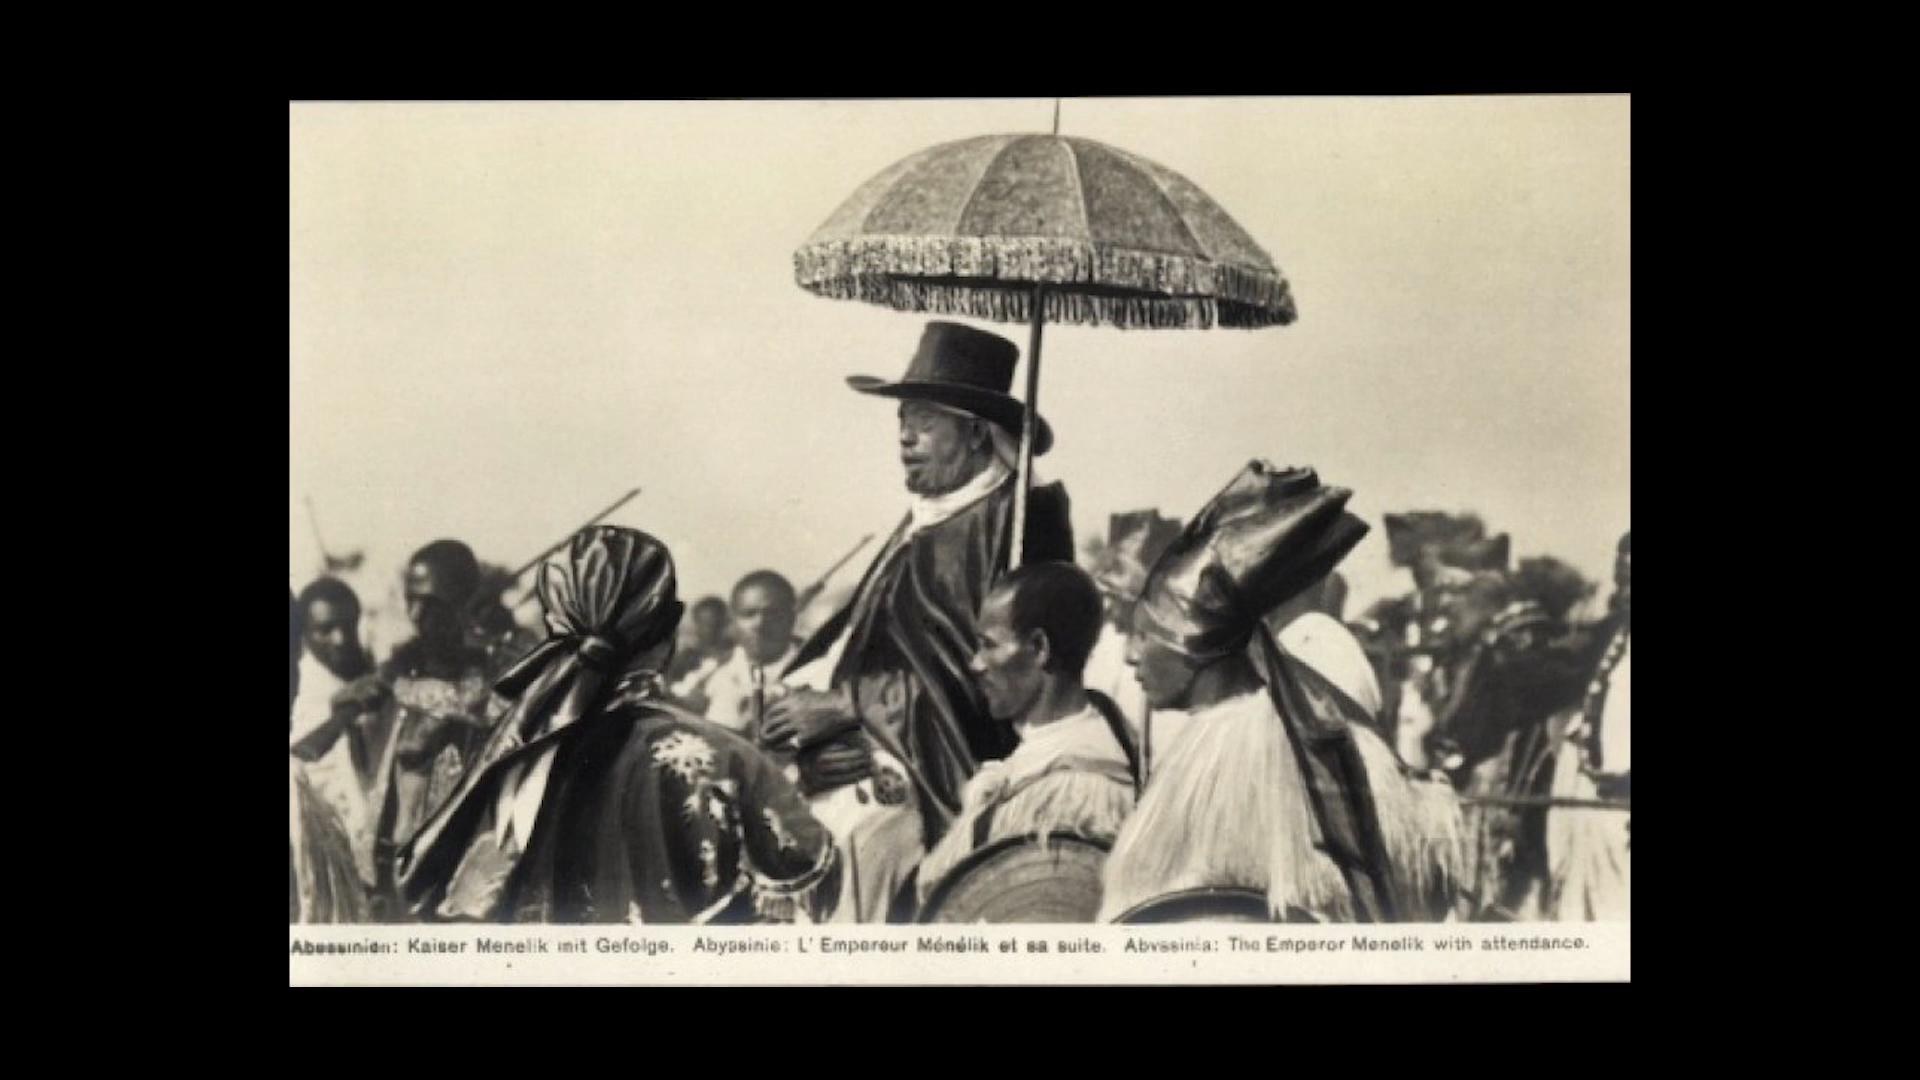 Abessinien: Kaiser Menelik mit Gefolge. Abyssinie: L' Empereur Ménélik et sa suite. Abyssinia: The Emperor Menelik with attendance.